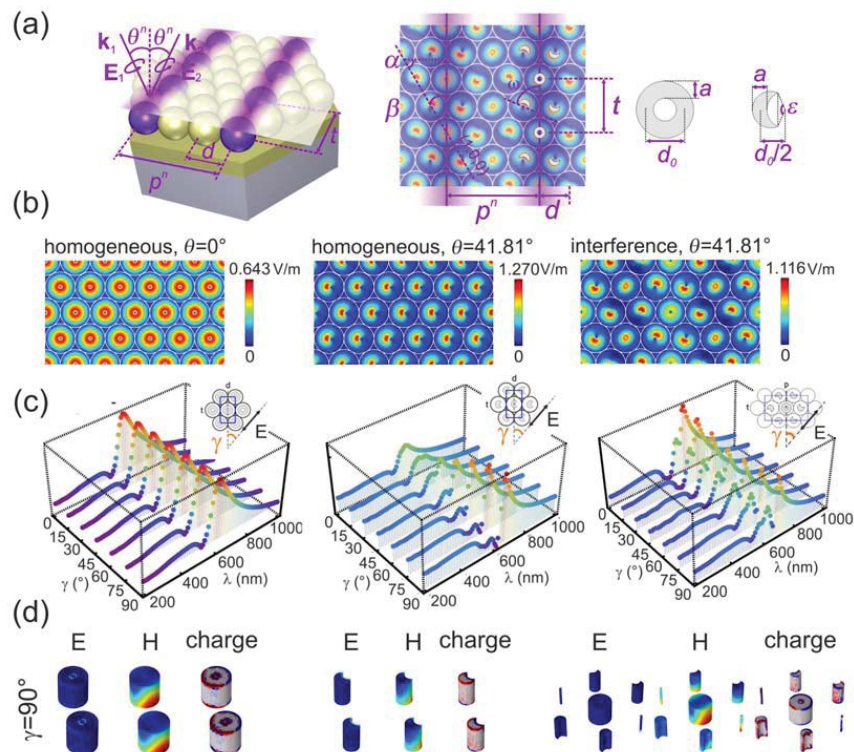 (a)
k₁ θⁿ θⁿ k₂
E₁ E₂
d
t
pⁿ
α
β
ω
t
pⁿ d
a
d₀
a
ε
d₀/2
(b)
homogeneous, θ=0°
0.643 V/m
0
homogeneous, θ=41.81°
1.270 V/m
0
interference, θ=41.81°
1.116 V/m
0
(c)
d
t
γ
E
0
15
30
45
60
75
90
γ (°)
200
400
600
800
1000
λ (nm)
d
t
γ
E
0
15
30
45
60
75
90
γ (°)
200
400
600
800
1000
λ (nm)
p
t
γ
E
0
15
30
45
60
75
90
γ (°)
200
400
600
800
1000
λ (nm)
(d)
γ=90°
E H charge
E H charge
E H charge